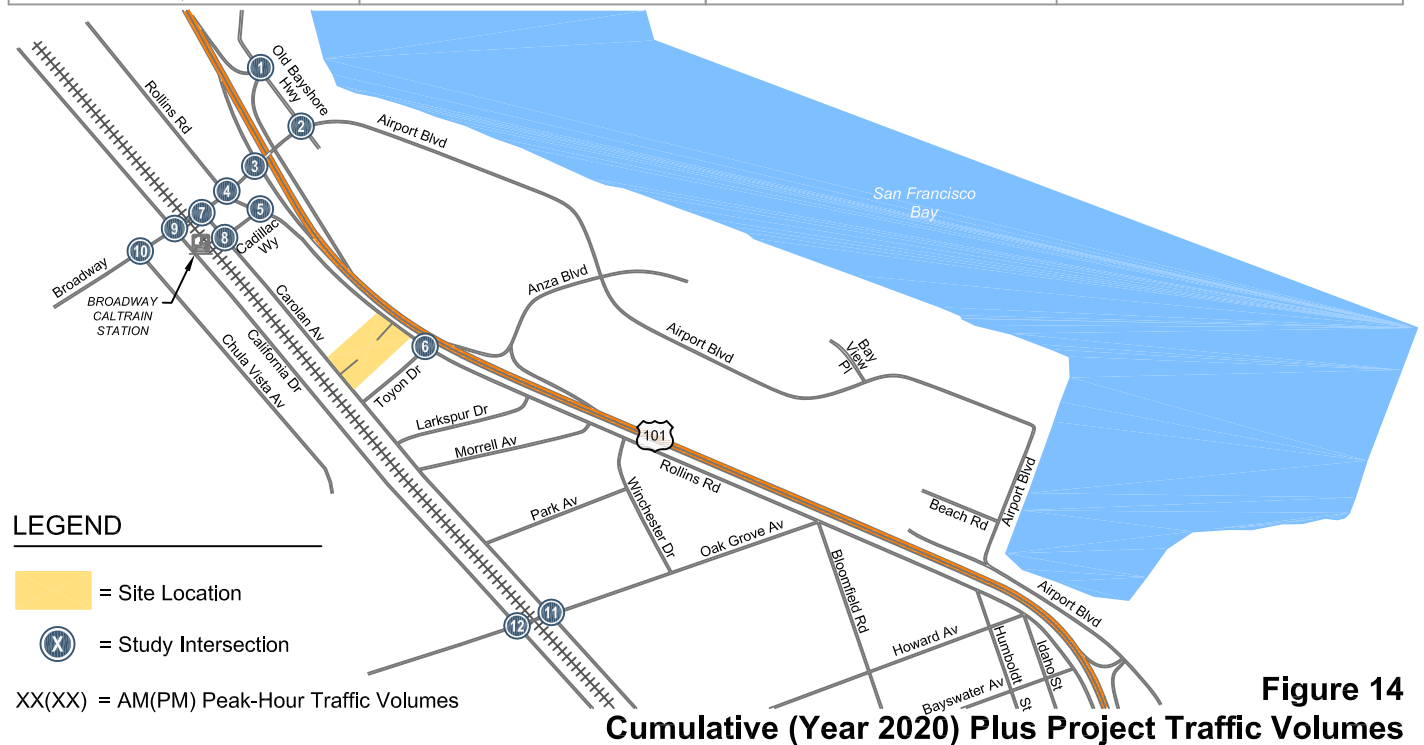 1
Old Bayshore
Hwy
Rollins Rd
2
Airport Blvd
3
4
San Francisco
Bay
5
7
9
8
Cadillac
Wy
10
Broadway
BROADWAY
CALTRAIN
STATION
Carolan Av
Anza Blvd
California Dr
Chula Vista Av
Airport Blvd
6
Bay
View
Pl
Toyon Dr
Larkspur Dr
Morrell Av
101
Rollins Rd
Winchester Dr
Park Av
Beach Rd
Airport Blvd
Oak Grove Av
Bloomfield Rd
11
12
Airport Blvd
Howard Av
Humboldt
St
Idaho St
Bayswater Av
LEGEND
= Site Location
X = Study Intersection
XX(XX) = AM(PM) Peak-Hour Traffic Volumes
Figure 14
Cumulative (Year 2020) Plus Project Traffic Volumes